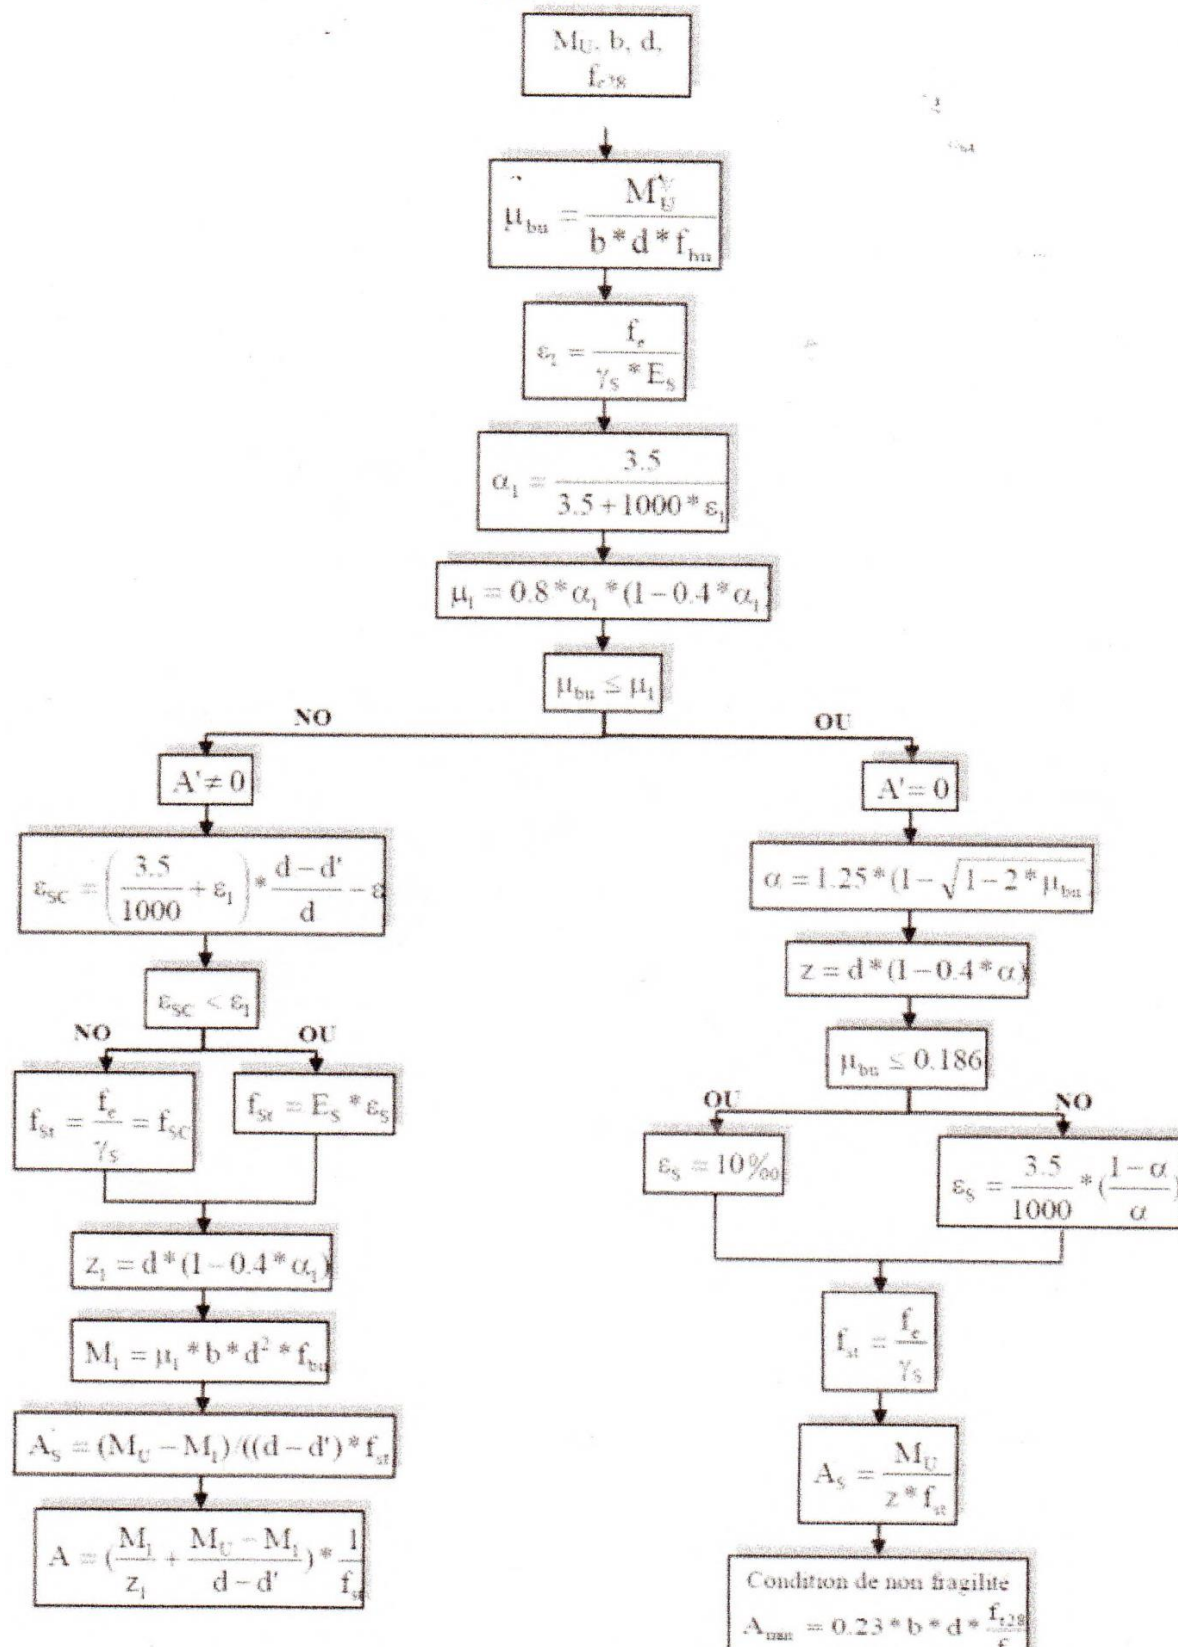 M_U, b, d,
f_c28
μ_bu = M_U / (b * d * f_bu)
ε_l = f_e / (γ_S * E_S)
α_l = 3.5 / (3.5 + 1000 * ε_l)
μ_l = 0.8 * α_l * (1 − 0.4 * α_l
μ_bu ≤ μ_l
NO
OU
A' ≠ 0
ε_SC = (3.5 / 1000 + ε_l) * (d − d') / d − ε
ε_SC < ε_l
NO
OU
f_St = f_e / γ_S = f_SC
f_St = E_S * ε_S
z_l = d * (1 − 0.4 * α_l)
M_l = μ_l * b * d² * f_bu
A_S = (M_U − M_l) / ((d − d') * f_st
A = (M_l / z_l + (M_U − M_l) / (d − d')) * 1 / f_st
A' = 0
α = 1.25 * (1 − √(1 − 2 * μ_bu)
z = d * (1 − 0.4 * α)
μ_bu ≤ 0.186
OU
NO
ε_S = 10‰
ε_S = 3.5 / 1000 * ((1 − α) / α)
f_st = f_e / γ_S
A_S = M_U / (z * f_st
Condition de non fragilite
A_min = 0.23 * b * d * f_t28 / f